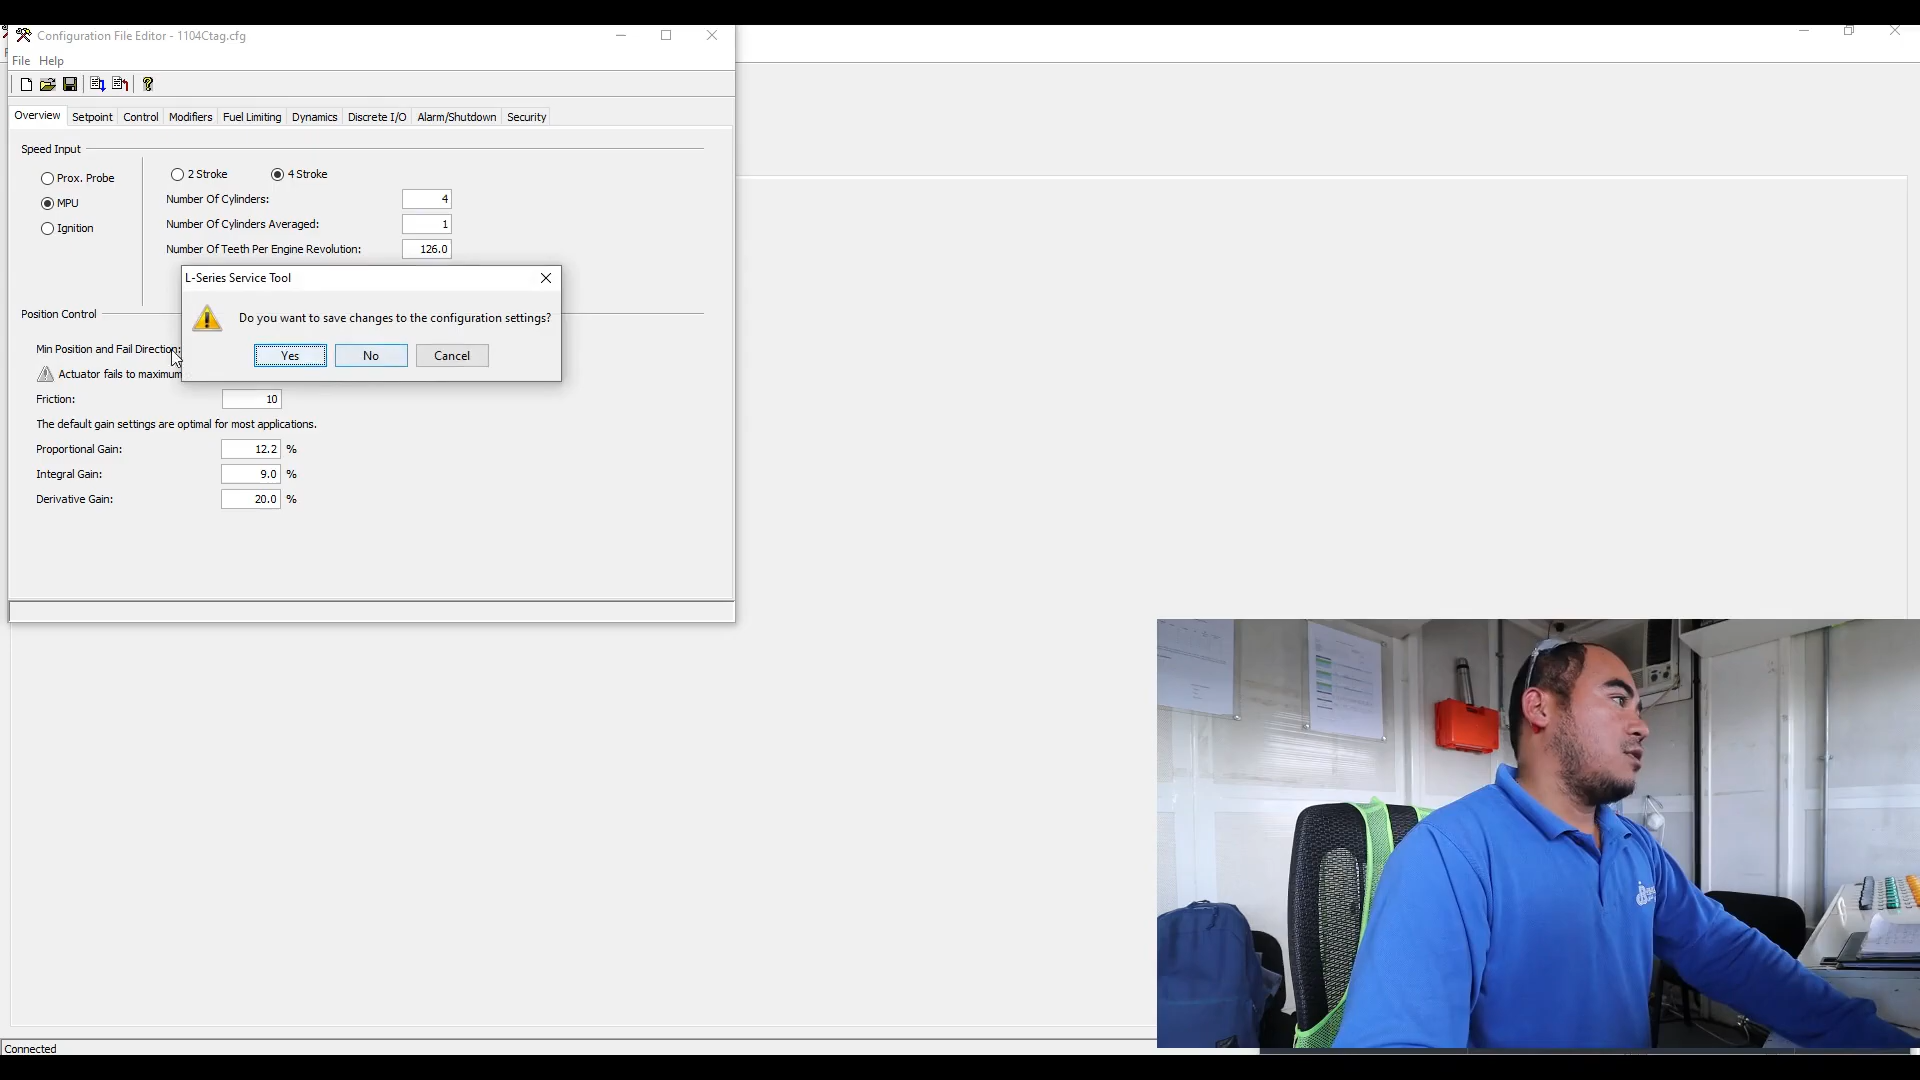 Configuration File Editor - 1104Ctag.cfg
File Help
Overview Setpoint Control Modifiers Fuel Limiting Dynamics Discrete I/O Alarm/Shutdown Security
Speed Input
Prox. Probe
MPU
Ignition
2 Stroke 4 Stroke
Number Of Cylinders: 4
Number Of Cylinders Averaged: 1
Number Of Teeth Per Engine Revolution: 126.0
L-Series Service Tool
Do you want to save changes to the configuration settings?
Yes No Cancel
Position Control
Min Position and Fail Direction:
Actuator fails to maximum
Friction: 10
The default gain settings are optimal for most applications.
Proportional Gain: 12.2 %
Integral Gain: 9.0 %
Derivative Gain: 20.0 %
Connected